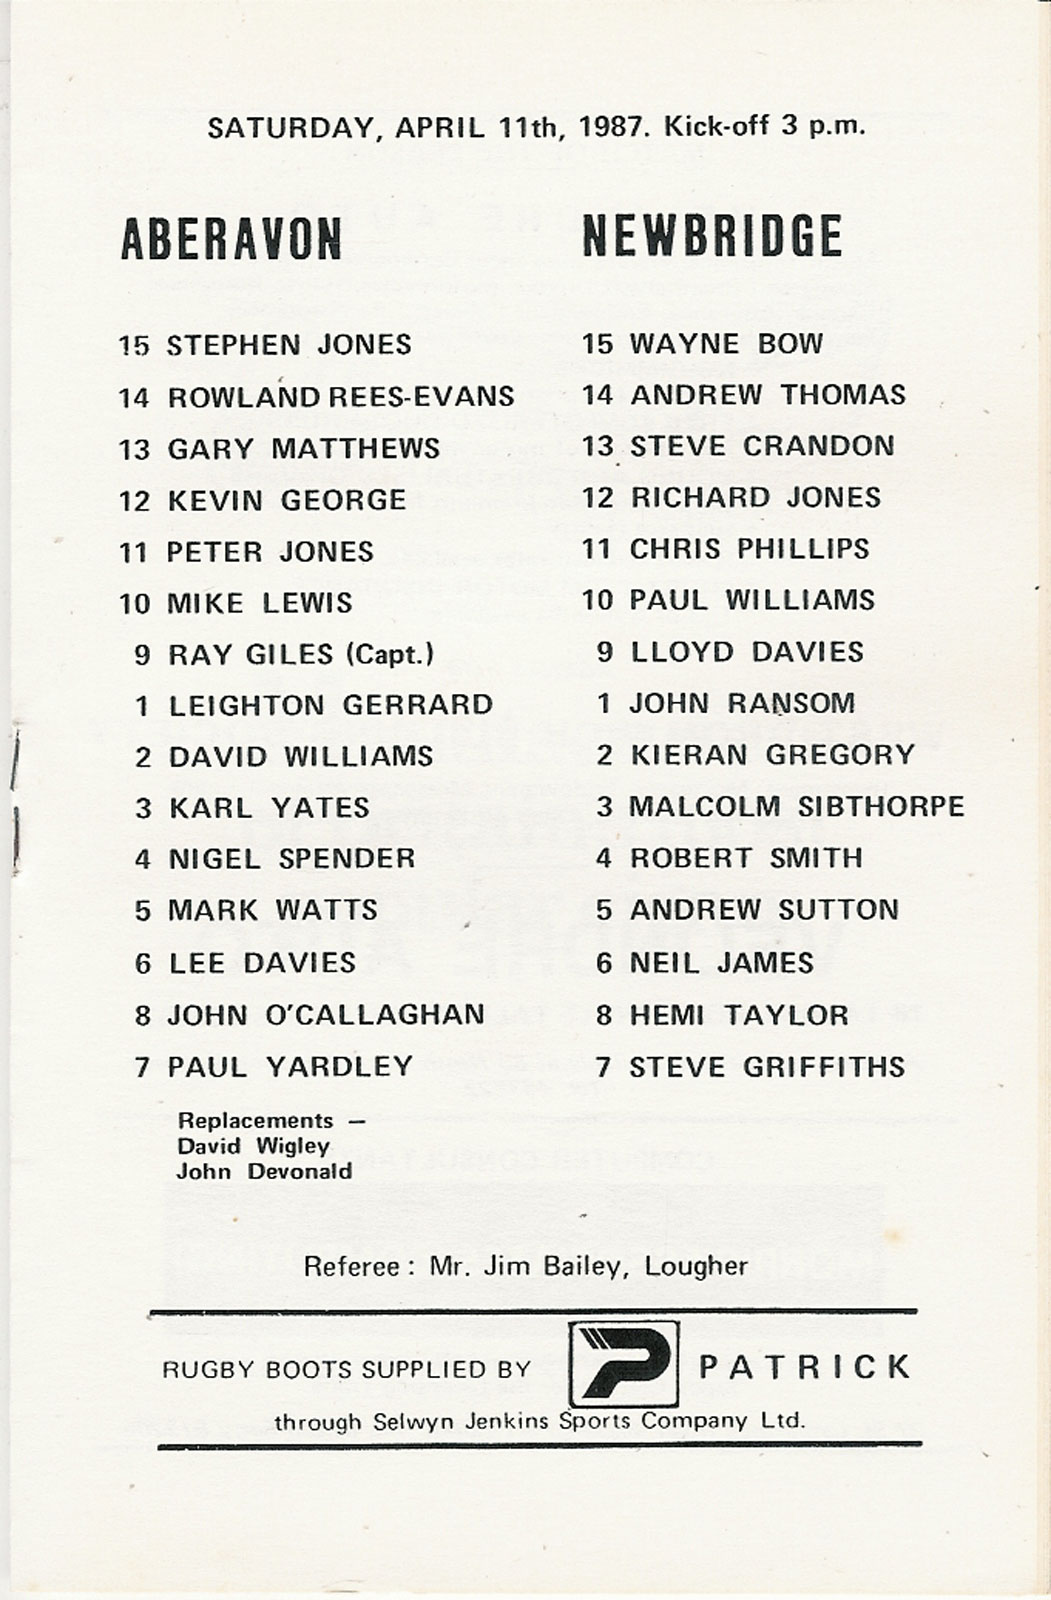 SATURDAY, APRIL 11th, 1987. Kick-off 3 p.m.
ABERAVON NEWBRIDGE
15 STEPHEN JONES 15 WAYNE BOW
14 ROWLAND REES-EVANS 14 ANDREW THOMAS
13 GARY MATTHEWS 13 STEVE CRANDON
12 KEVIN GEORGE 12 RICHARD JONES
11 PETER JONES 11 CHRIS PHILLIPS
10 MIKE LEWIS 10 PAUL WILLIAMS
9 RAY GILES (Capt.) 9 LLOYD DAVIES
1 LEIGHTON GERRARD 1 JOHN RANSOM
2 DAVID WILLIAMS 2 KIERAN GREGORY
3 KARL YATES 3 MALCOLM SIBTHORPE
4 NIGEL SPENDER 4 ROBERT SMITH
5 MARK WATTS 5 ANDREW SUTTON
6 LEE DAVIES 6 NEIL JAMES
8 JOHN O'CALLAGHAN 8 HEMI TAYLOR
7 PAUL YARDLEY 7 STEVE GRIFFITHS
Replacements —
David Wigley
John Devonald
Referee : Mr. Jim Bailey, Lougher
RUGBY BOOTS SUPPLIED BY P PATRICK
through Selwyn Jenkins Sports Company Ltd.